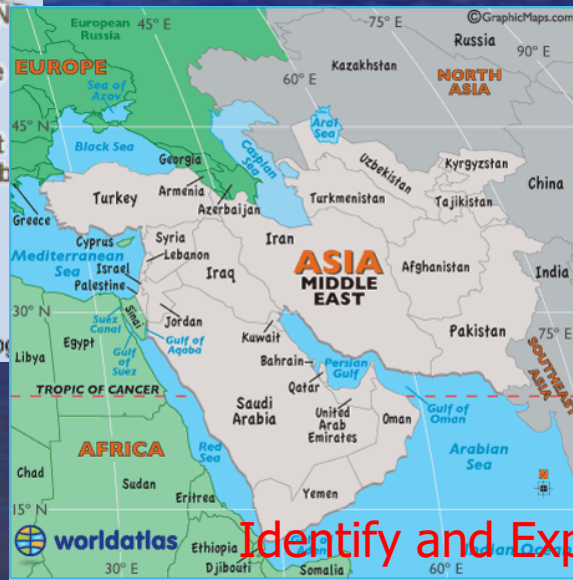 ©GraphicMaps.com
European
Russia
45° E
75° E
Russia
90° E
EUROPE
Sea of
Azov
60° E
Kazakhstan
NORTH
ASIA
45° N
Black Sea
Georgia
Caspian
Sea
Aral
Sea
Uzbekistan
Kyrgyzstan
China
Turkey
Armenia
Azerbaijan
Turkmenistan
Tajikistan
Greece
Cyprus
Syria
Lebanon
Iran
ASIA
MIDDLE
EAST
Afghanistan
India
Mediterranean
Sea
Israel
Palestine
Iraq
30° N
Suez
Canal
Sinai
Jordan
Kuwait
Pakistan
75° E
Egypt
Gulf
of
Suez
Gulf of
Aqaba
Bahrain
Persian
Gulf
SOUTHEAST
ASIA
Libya
Qatar
TROPIC OF CANCER
Saudi
Arabia
United
Arab
Emirates
Oman
Gulf of
Oman
AFRICA
Red
Sea
Arabian
Sea
N
Chad
Sudan
Eritrea
Yemen
15° N
worldatlas
Ethiopia
Identify and Exp
Indian Ocean
30° E
Djibouti
Somalia
60° E